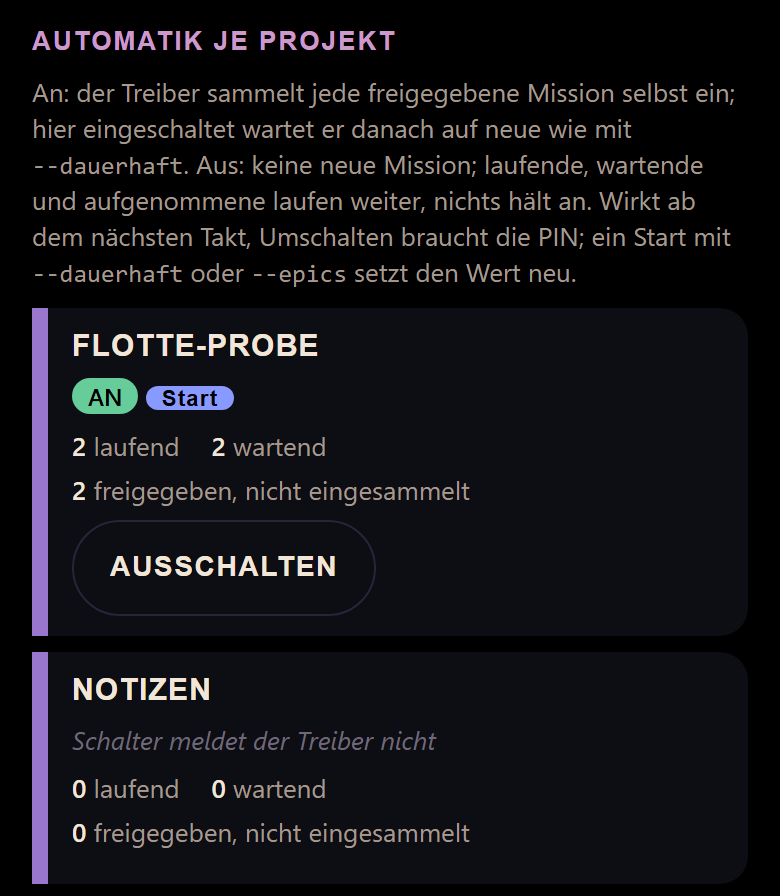 AUTOMATIK JE PROJEKT
An: der Treiber sammelt jede freigegebene Mission selbst ein;
hier eingeschaltet wartet er danach auf neue wie mit
--dauerhaft. Aus: keine neue Mission; laufende, wartende
und aufgenommene laufen weiter, nichts hält an. Wirkt ab
dem nächsten Takt, Umschalten braucht die PIN; ein Start mit
--dauerhaft oder --epics setzt den Wert neu.
FLOTTE-PROBE
AN Start
2 laufend 2 wartend
2 freigegeben, nicht eingesammelt
AUSSCHALTEN
NOTIZEN
Schalter meldet der Treiber nicht
0 laufend 0 wartend
0 freigegeben, nicht eingesammelt